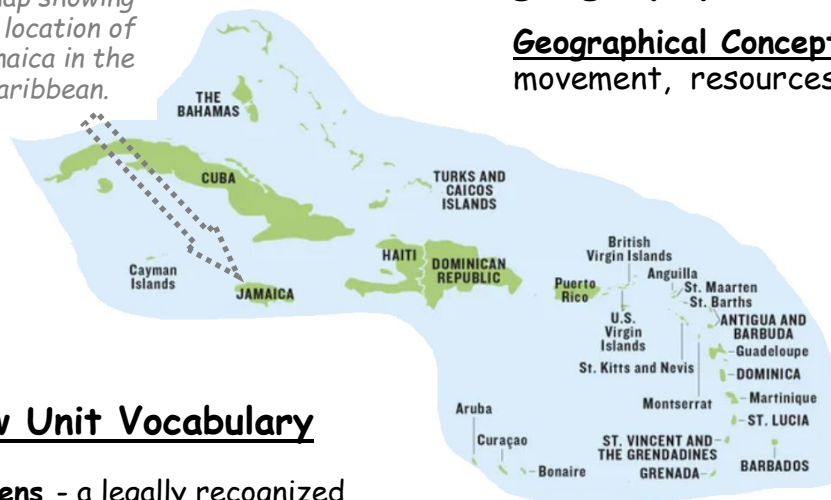 location of
maica in the
aribbean.
Geographical Concept
movement, resources
THE
BAHAMAS
CUBA
TURKS AND
CAICOS
ISLANDS
HAITI
DOMINICAN
REPUBLIC
Cayman
Islands
JAMAICA
Puerto
Rico
British
Virgin Islands
U.S.
Virgin
Islands
Anguilla
St. Maarten
St. Barths
ANTIGUA AND
BARBUDA
St. Kitts and Nevis
Guadeloupe
DOMINICA
Montserrat
Martinique
ST. LUCIA
ST. VINCENT AND
THE GRENADINES
BARBADOS
GRENADA
Aruba
Curaçao
Bonaire
w Unit Vocabulary
ens - a legally recognized